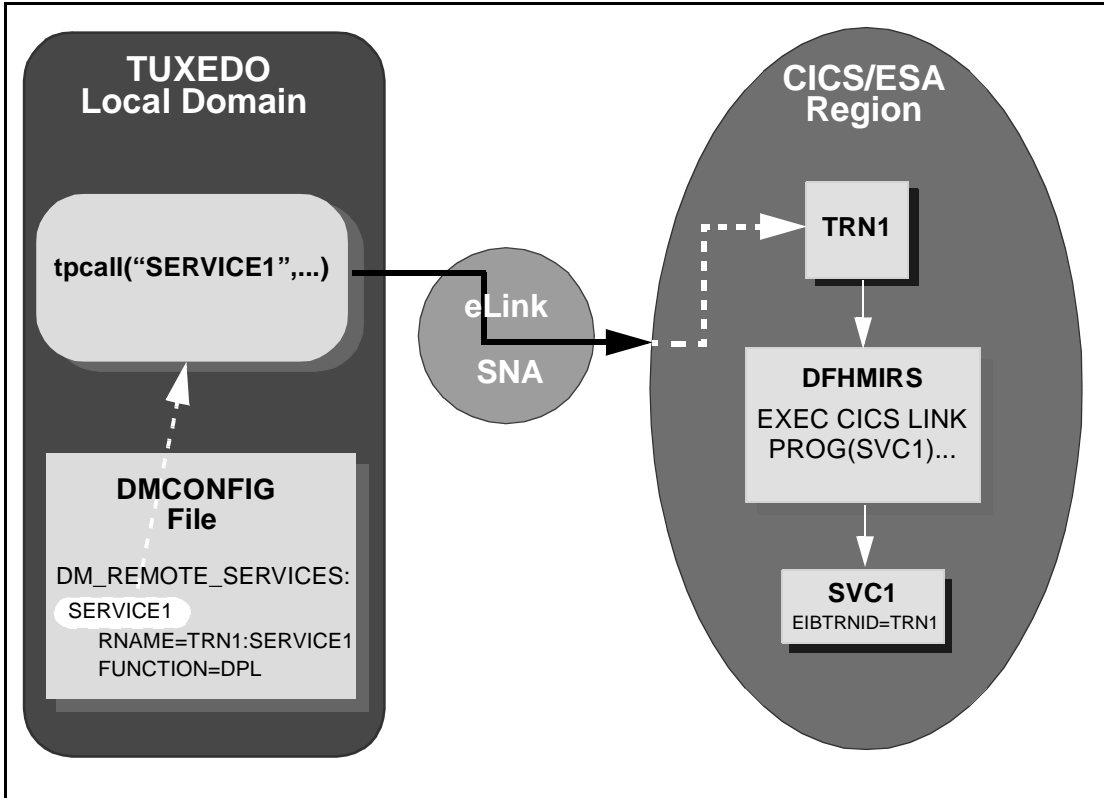 TUXEDO
Local Domain
tpcall(“SERVICE1”,...)
DMCONFIG
File
DM_REMOTE_SERVICES:
SERVICE1
RNAME=TRN1:SERVICE1
FUNCTION=DPL
eLink
SNA
CICS/ESA
Region
TRN1
DFHMIRS
EXEC CICS LINK
PROG(SVC1)...
SVC1
EIBTRNID=TRN1